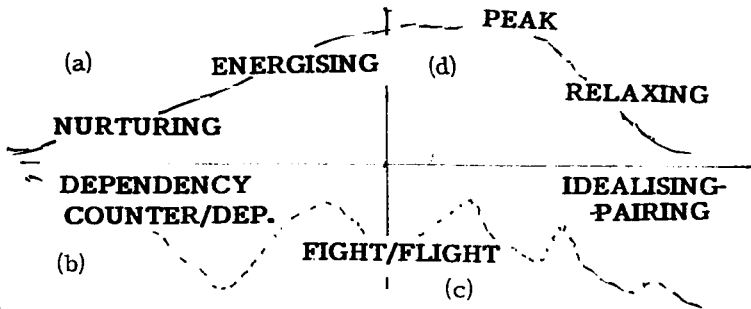 PEAK
(a)
ENERGISING
(d)
RELAXING
NURTURING
DEPENDENCY
COUNTER/DEP.
IDEALISING-
-PAIRING
FIGHT/FLIGHT
(b)
(c)